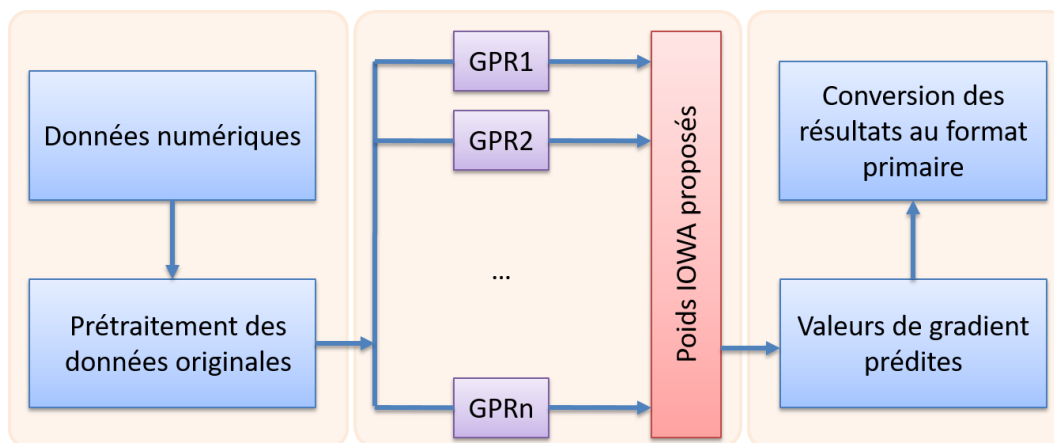 Données numériques
Prétraitement des
données originales
GPR1
GPR2
...
GPRn
Poids IOWA proposés
Conversion des
résultats au format
primaire
Valeurs de gradient
prédites